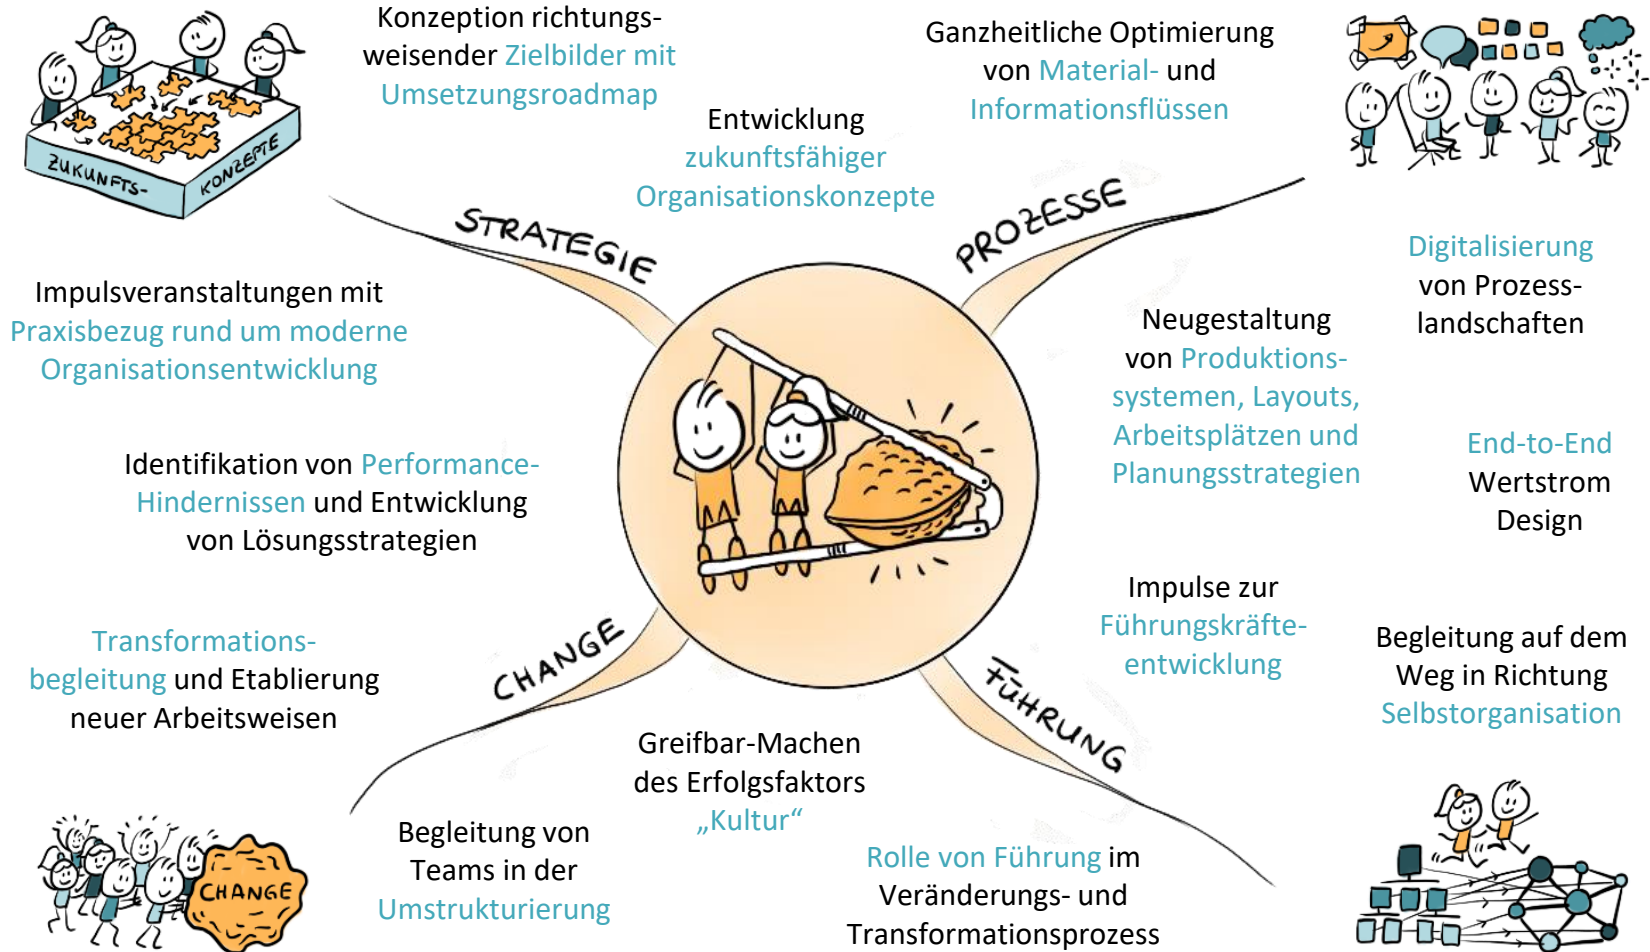 Konzeption richtungs-
weisender Zielbilder mit
Umsetzungsroadmap
Entwicklung
zukunftsfähiger
Organisationskonzepte
Ganzheitliche Optimierung
von Material- und
Informationsflüssen
ZUKUNFTS-
KONZEPTE
STRATEGIE
PROZESSE
Impulsveranstaltungen mit
Praxisbezug rund um moderne
Organisationsentwicklung
Digitalisierung
von Prozess-
landschaften
Neugestaltung
von Produktions-
systemen, Layouts,
Arbeitsplätzen und
Planungsstrategien
Identifikation von Performance-
Hindernissen und Entwicklung
von Lösungsstrategien
End-to-End
Wertstrom
Design
Transformations-
begleitung und Etablierung
neuer Arbeitsweisen
CHANGE
Impulse zur
Führungskräfte-
entwicklung
FÜHRUNG
Begleitung auf dem
Weg in Richtung
Selbstorganisation
Greifbar-Machen
des Erfolgsfaktors
„Kultur“
CHANGE
Begleitung von
Teams in der
Umstrukturierung
Rolle von Führung im
Veränderungs- und
Transformationsprozess